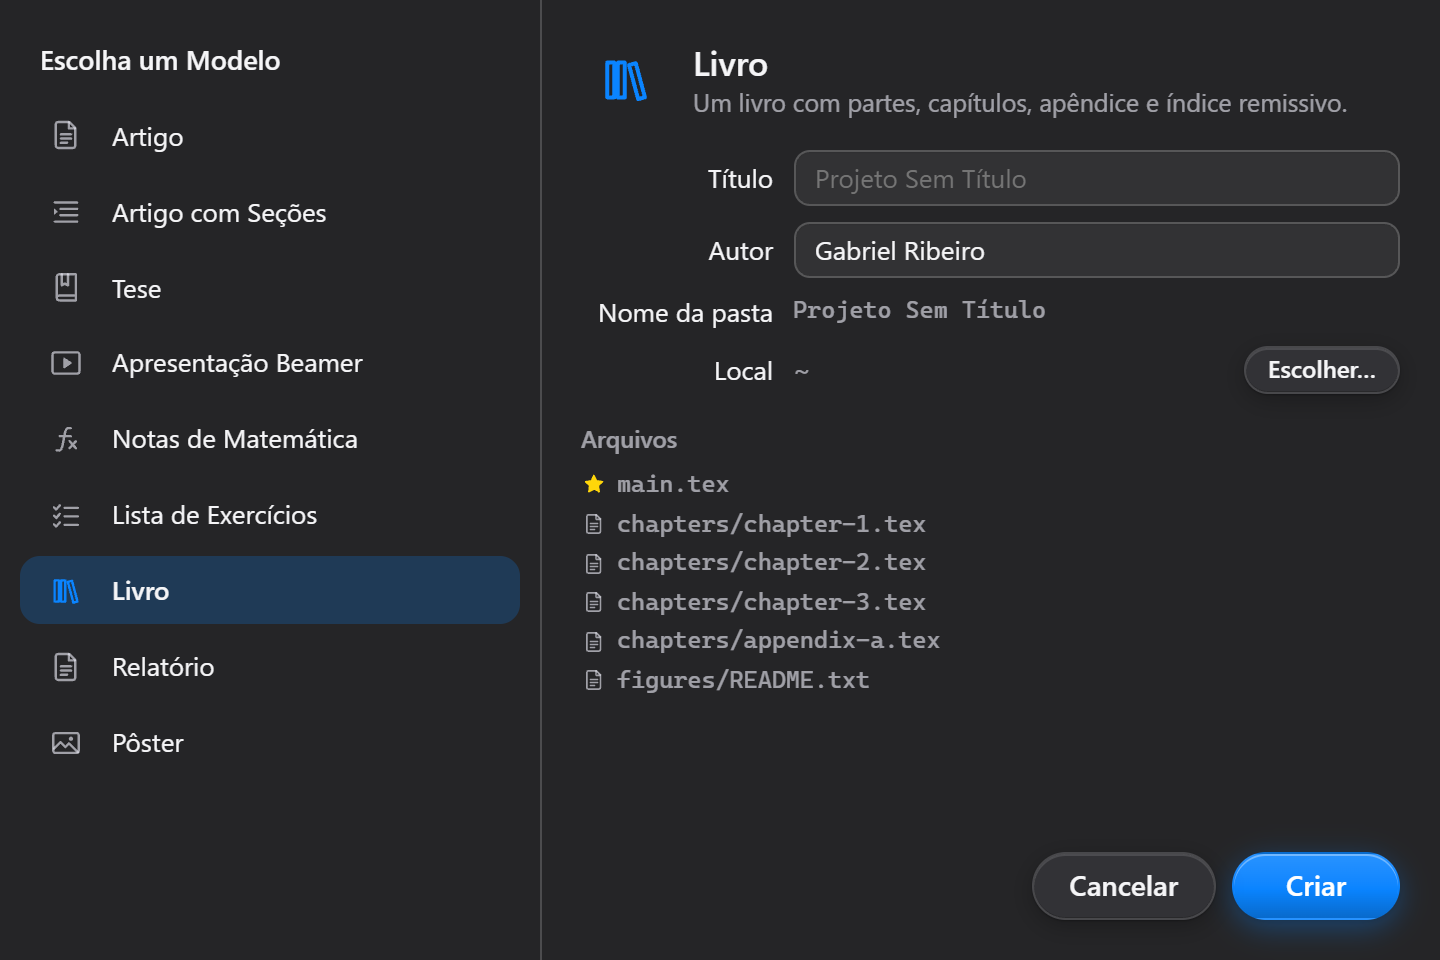 Escolha um Modelo
Artigo
Artigo com Seções
Tese
Apresentação Beamer
Notas de Matemática
Lista de Exercícios
Livro
Relatório
Pôster
Livro
Um livro com partes, capítulos, apêndice e índice remissivo.
Título Projeto Sem Título
Autor Gabriel Ribeiro
Nome da pasta Projeto Sem Título
Local ~ Escolher...
Arquivos
main.tex
chapters/chapter-1.tex
chapters/chapter-2.tex
chapters/chapter-3.tex
chapters/appendix-a.tex
figures/README.txt
Cancelar Criar